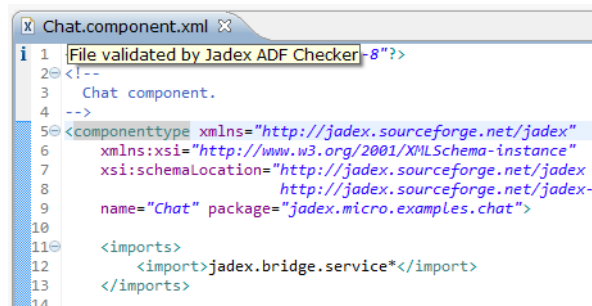 Chat.component.xml
i 1 File validated by Jadex ADF Checker -8"?>
2 <!--
3 Chat component.
4 -->
5 <componenttype xmlns="http://jadex.sourceforge.net/jadex"
6 xmlns:xsi="http://www.w3.org/2001/XMLSchema-instance"
7 xsi:schemaLocation="http://jadex.sourceforge.net/jadex
8 http://jadex.sourceforge.net/jadex-
9 name="Chat" package="jadex.micro.examples.chat">
10
11 <imports>
12 <import>jadex.bridge.service*</import>
13 </imports>
14